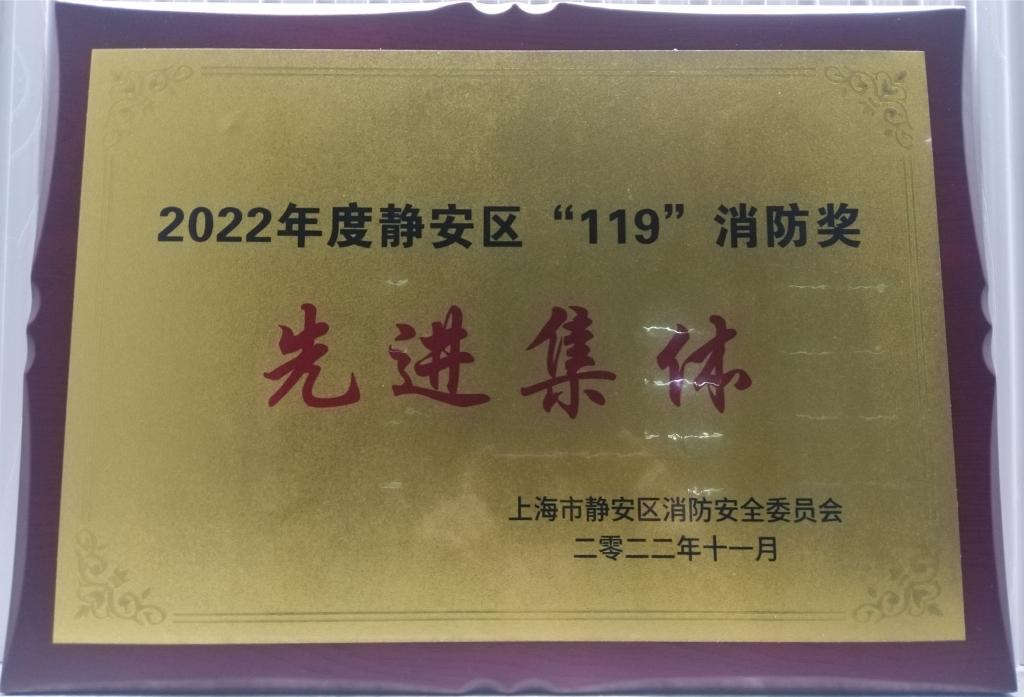 2022年度静安区“119”消防奖
先进集体
上海市静安区消防安全委员会
二零二二年十一月